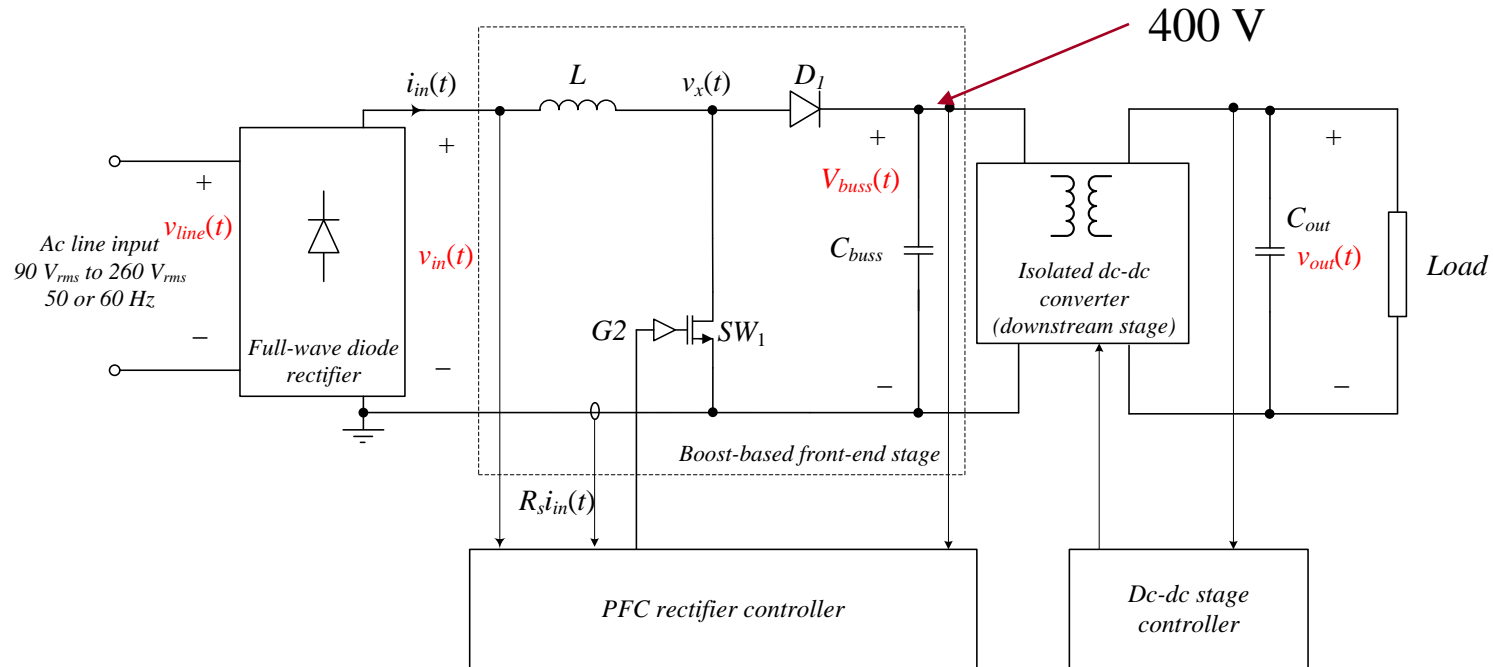 400 V
i_in(t)
L
v_x(t)
D_1
+
+
+
+
V_buss(t)
v_line(t)
Ac line input
90 V_rms to 260 V_rms
50 or 60 Hz
v_in(t)
C_buss
C_out
v_out(t)
Load
Isolated dc-dc
converter
(downstream stage)
G2
SW_1
Full-wave diode
rectifier
–
–
–
–
Boost-based front-end stage
R_s i_in(t)
PFC rectifier controller
Dc-dc stage
controller